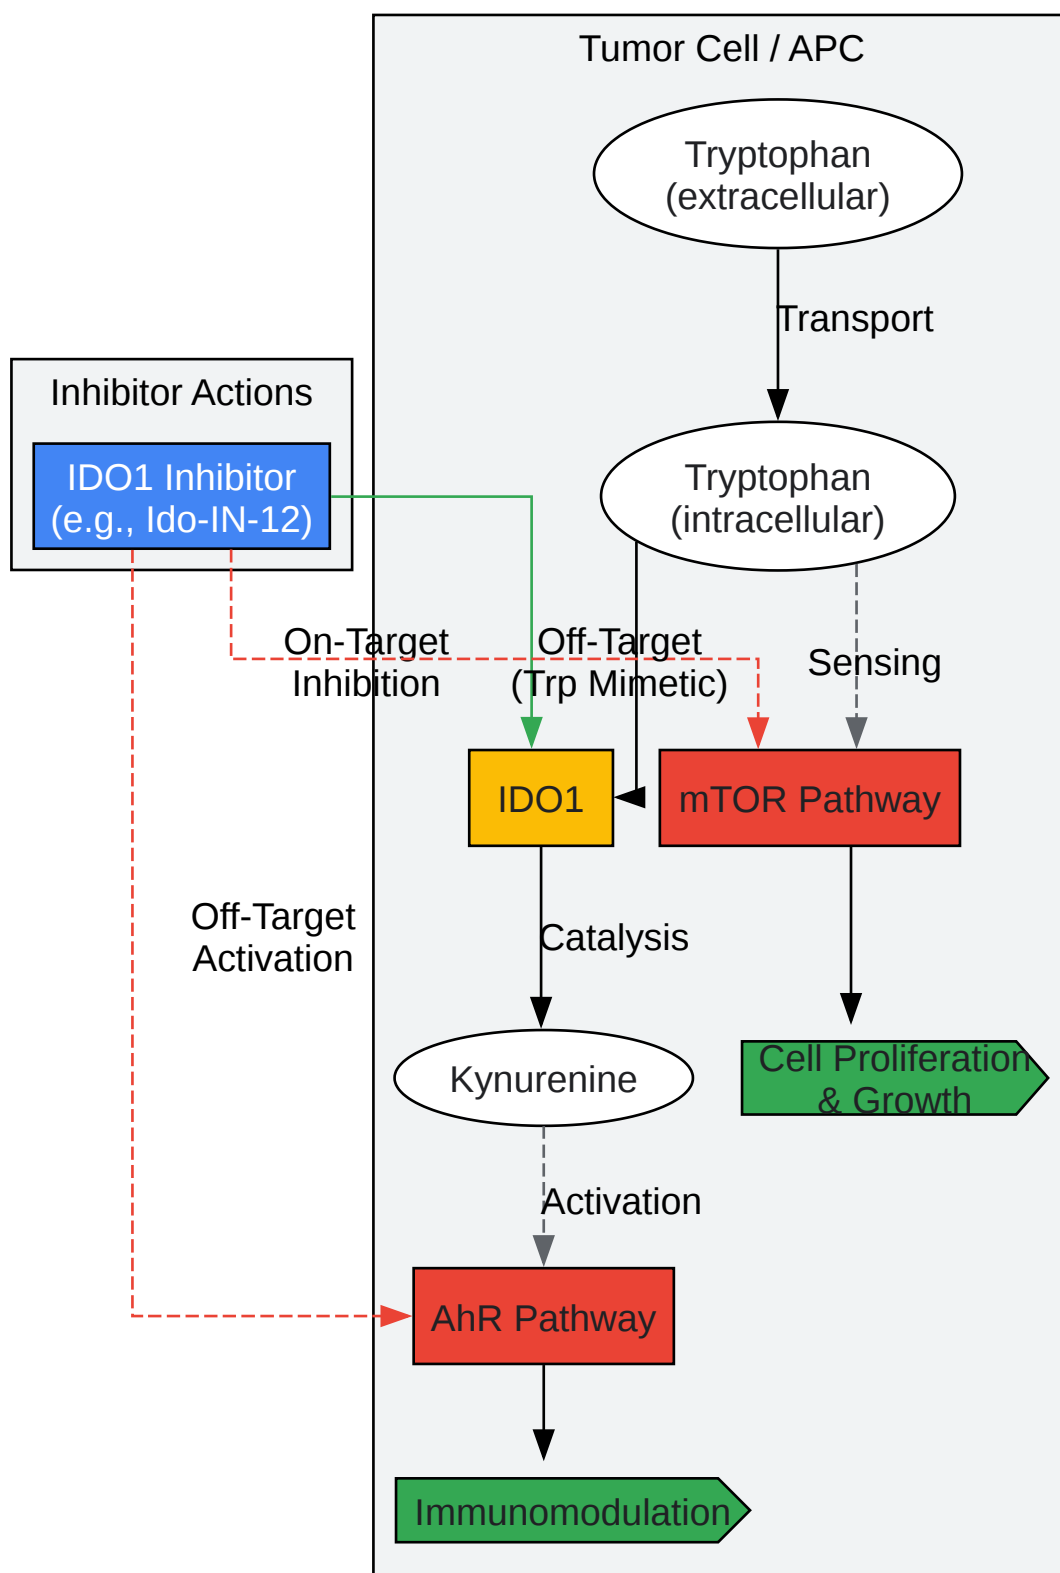 Tumor Cell / APC
Tryptophan
(extracellular)
Transport
Inhibitor Actions
IDO1 Inhibitor
(e.g., Ido-IN-12)
Tryptophan
(intracellular)
On-Target
Inhibition
Off-Target
(Trp Mimetic)
Sensing
IDO1
mTOR Pathway
Off-Target
Activation
Catalysis
Kynurenine
Cell Proliferation
& Growth
Activation
AhR Pathway
Immunomodulation